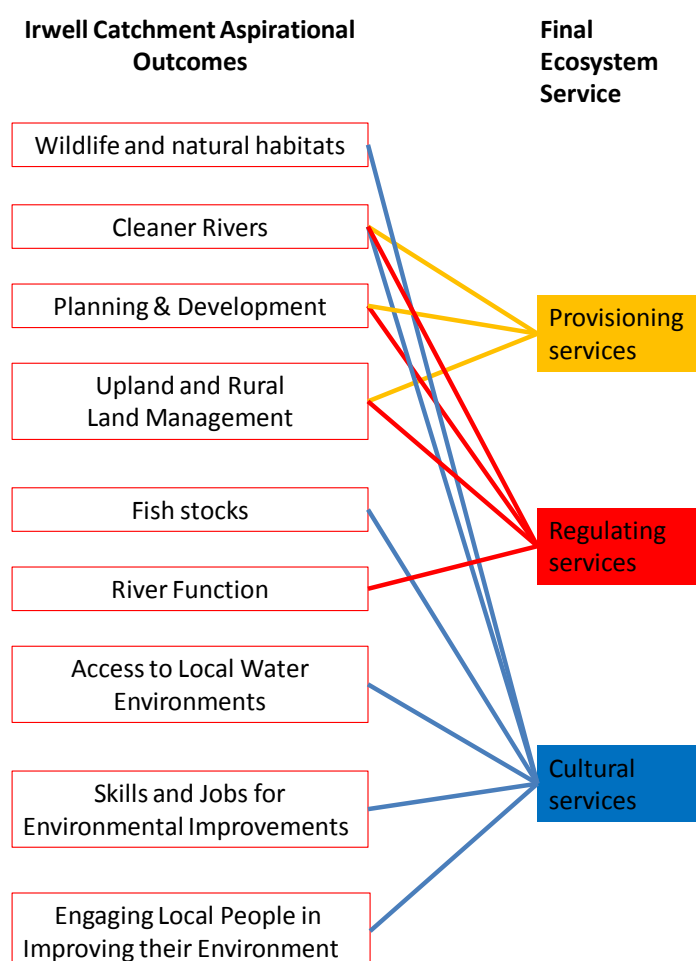 Irwell Catchment Aspirational
Outcomes
Final
Ecosystem
Service
Wildlife and natural habitats
Cleaner Rivers
Planning & Development
Upland and Rural
Land Management
Fish stocks
River Function
Access to Local Water
Environments
Skills and Jobs for
Environmental Improvements
Engaging Local People in
Improving their Environment
Provisioning
services
Regulating
services
Cultural
services